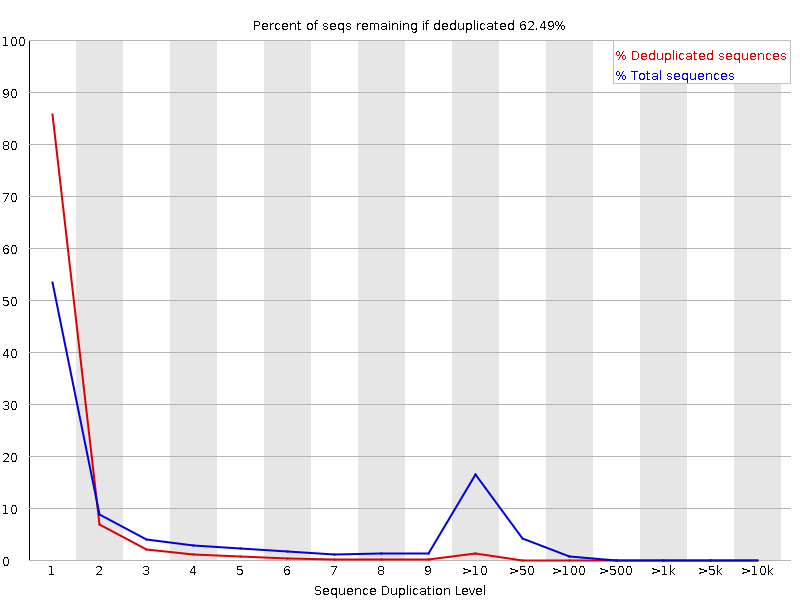 Percent of seqs remaining if deduplicated 62.49%
% Deduplicated sequences
% Total sequences
100
90
80
70
60
50
40
30
20
10
0
1 2 3 4 5 6 7 8 9 >10 >50 >100 >500 >1k >5k >10k
Sequence Duplication Level